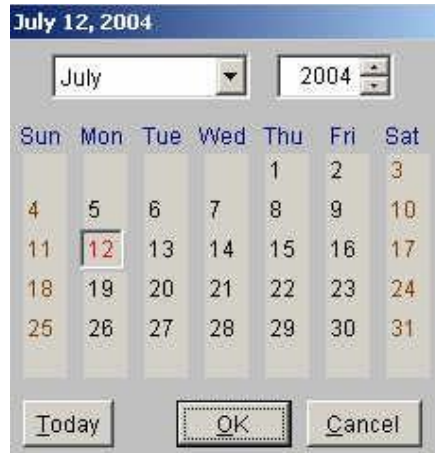 July 12, 2004
July 2004
Sun Mon Tue Wed Thu Fri Sat
1 2 3
4 5 6 7 8 9 10
11 12 13 14 15 16 17
18 19 20 21 22 23 24
25 26 27 28 29 30 31
Today OK Cancel